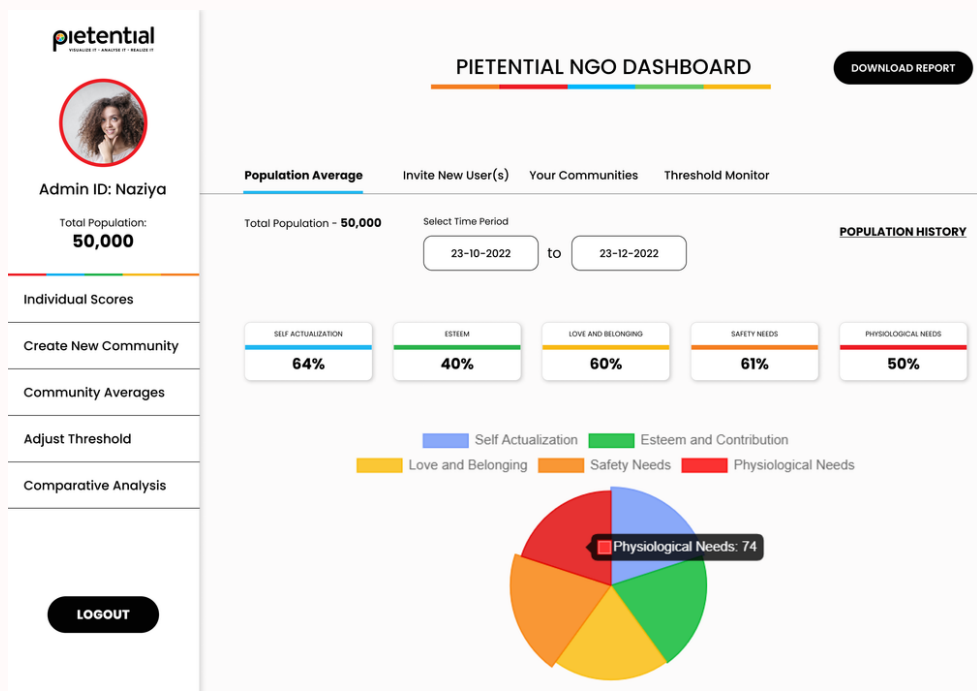 pietential
VISUALIZE IT • ANALYSE IT • REALIZE IT
Admin ID: Naziya
Total Population:
50,000
Individual Scores
Create New Community
Community Averages
Adjust Threshold
Comparative Analysis
LOGOUT
PIETENTIAL NGO DASHBOARD
DOWNLOAD REPORT
Population Average Invite New User(s) Your Communities Threshold Monitor
Total Population - 50,000
Select Time Period
23-10-2022 to 23-12-2022
POPULATION HISTORY
SELF ACTUALIZATION
64%
ESTEEM
40%
LOVE AND BELONGING
60%
SAFETY NEEDS
61%
PHYSIOLOGICAL NEEDS
50%
Self Actualization Esteem and Contribution
Love and Belonging Safety Needs Physiological Needs
Physiological Needs: 74